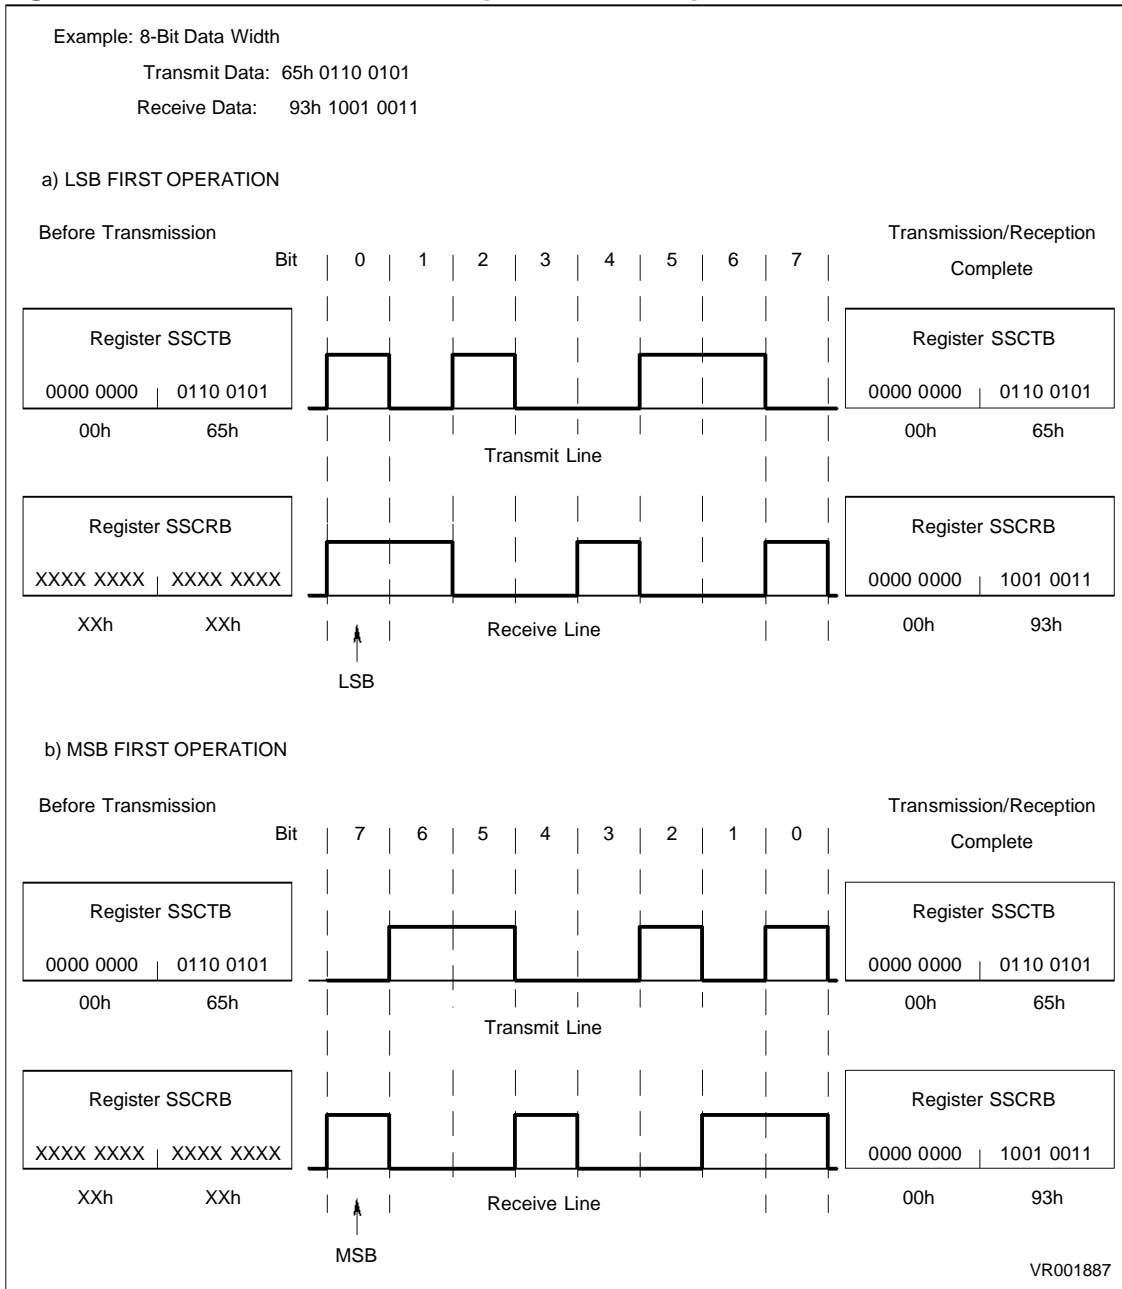 Example: 8-Bit Data Width
Transmit Data: 65h 0110 0101
Receive Data: 93h 1001 0011
a) LSB FIRST OPERATION
Before Transmission
Transmission/Reception
Complete
Bit 0 1 2 3 4 5 6 7
Register SSCTB
0000 0000 0110 0101
00h 65h
Register SSCTB
0000 0000 0110 0101
00h 65h
Transmit Line
Register SSCRB
XXXX XXXX XXXX XXXX
XXh XXh
Register SSCRB
0000 0000 1001 0011
00h 93h
Receive Line
LSB
b) MSB FIRST OPERATION
Before Transmission
Transmission/Reception
Complete
Bit 7 6 5 4 3 2 1 0
Register SSCTB
0000 0000 0110 0101
00h 65h
Register SSCTB
0000 0000 0110 0101
00h 65h
Transmit Line
Register SSCRB
XXXX XXXX XXXX XXXX
XXh XXh
Register SSCRB
0000 0000 1001 0011
00h 93h
Receive Line
MSB
VR001887